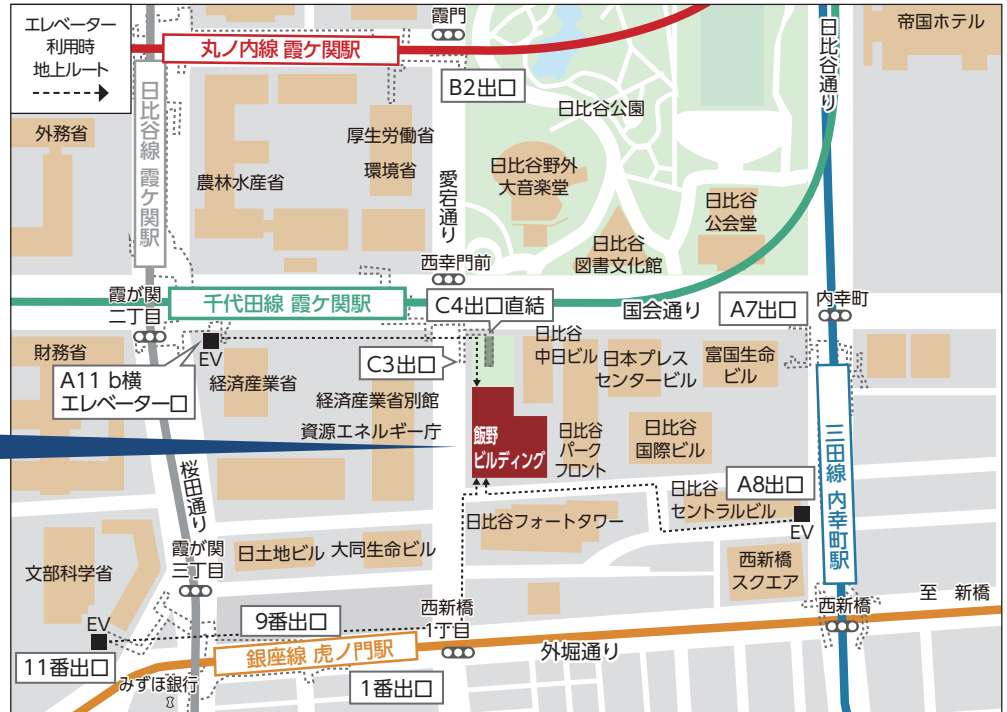 エレベーター
利用時
地上ルート
霞門
丸ノ内線 霞ケ関駅
B2出口
日比谷通り
帝国ホテル
日比谷線 霞ケ関駅
外務省
厚生労働省
環境省
農林水産省
愛宕通り
日比谷公園
日比谷野外
大音楽堂
日比谷
公会堂
日比谷
図書文化館
西幸門前
霞が関
二丁目
千代田線 霞ケ関駅
C4出口直結
国会通り
A7出口
内幸町
財務省
EV
A11 b横
エレベーター口
経済産業省
C3出口
日比谷
中日ビル
日本プレス
センタービル
富国生命
ビル
経済産業省別館
資源エネルギー庁
飯野
ビルディング
日比谷
パーク
フロント
日比谷
国際ビル
三田線 内幸町駅
桜田通り
日比谷
セントラルビル
A8出口
EV
日比谷フォートタワー
霞が関
三丁目
日土地ビル
大同生命ビル
文部科学省
西新橋
スクエア
EV
11番出口
9番出口
西新橋
1丁目
西新橋
至 新橋
銀座線 虎ノ門駅
外堀通り
みずほ銀行
1番出口